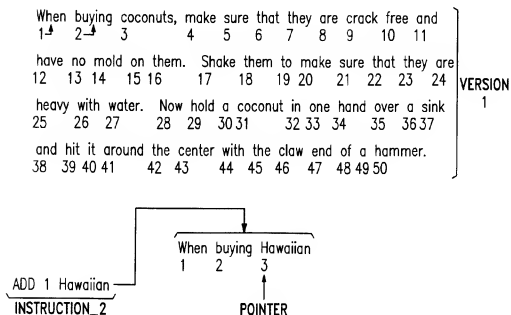 When buying coconuts, make sure that they are crack free and
1 2 3 4 5 6 7 8 9 10 11
have no mold on them. Shake them to make sure that they are
12 13 14 15 16 17 18 19 20 21 22 23 24
VERSION
1
heavy with water. Now hold a coconut in one hand over a sink
25 26 27 28 29 30 31 32 33 34 35 36 37
and hit it around the center with the claw end of a hammer.
38 39 40 41 42 43 44 45 46 47 48 49 50
When buying Hawaiian
1 2 3
ADD 1 Hawaiian
INSTRUCTION_2
POINTER